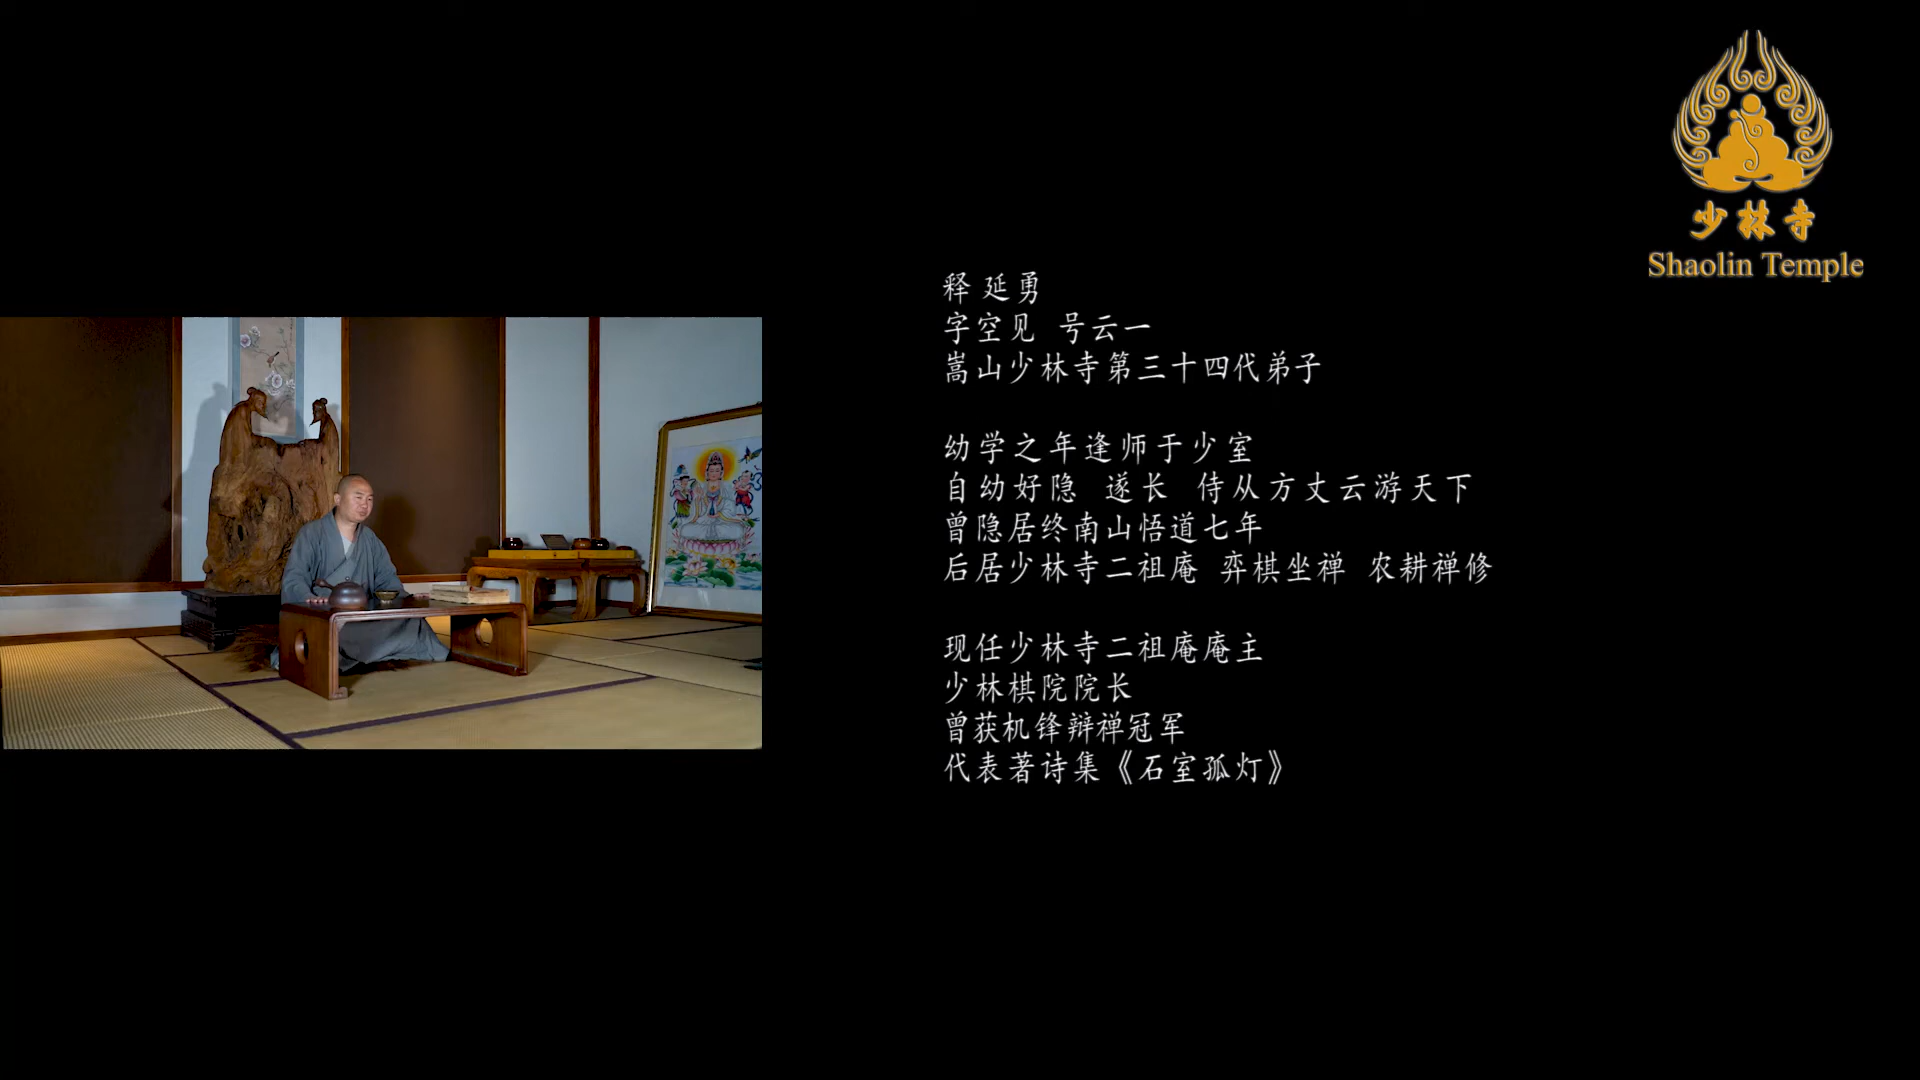 少林寺
Shaolin Temple
释 延勇
字空见 号云一
嵩山少林寺第三十四代弟子
幼学之年逢师于少室
自幼好隐 遂长 侍从方丈云游天下
曾隐居终南山悟道七年
后居少林寺二祖庵 弈棋坐禅 农耕禅修
现任少林寺二祖庵庵主
少林棋院院长
曾获机锋辩禅冠军
代表著诗集《石室孤灯》